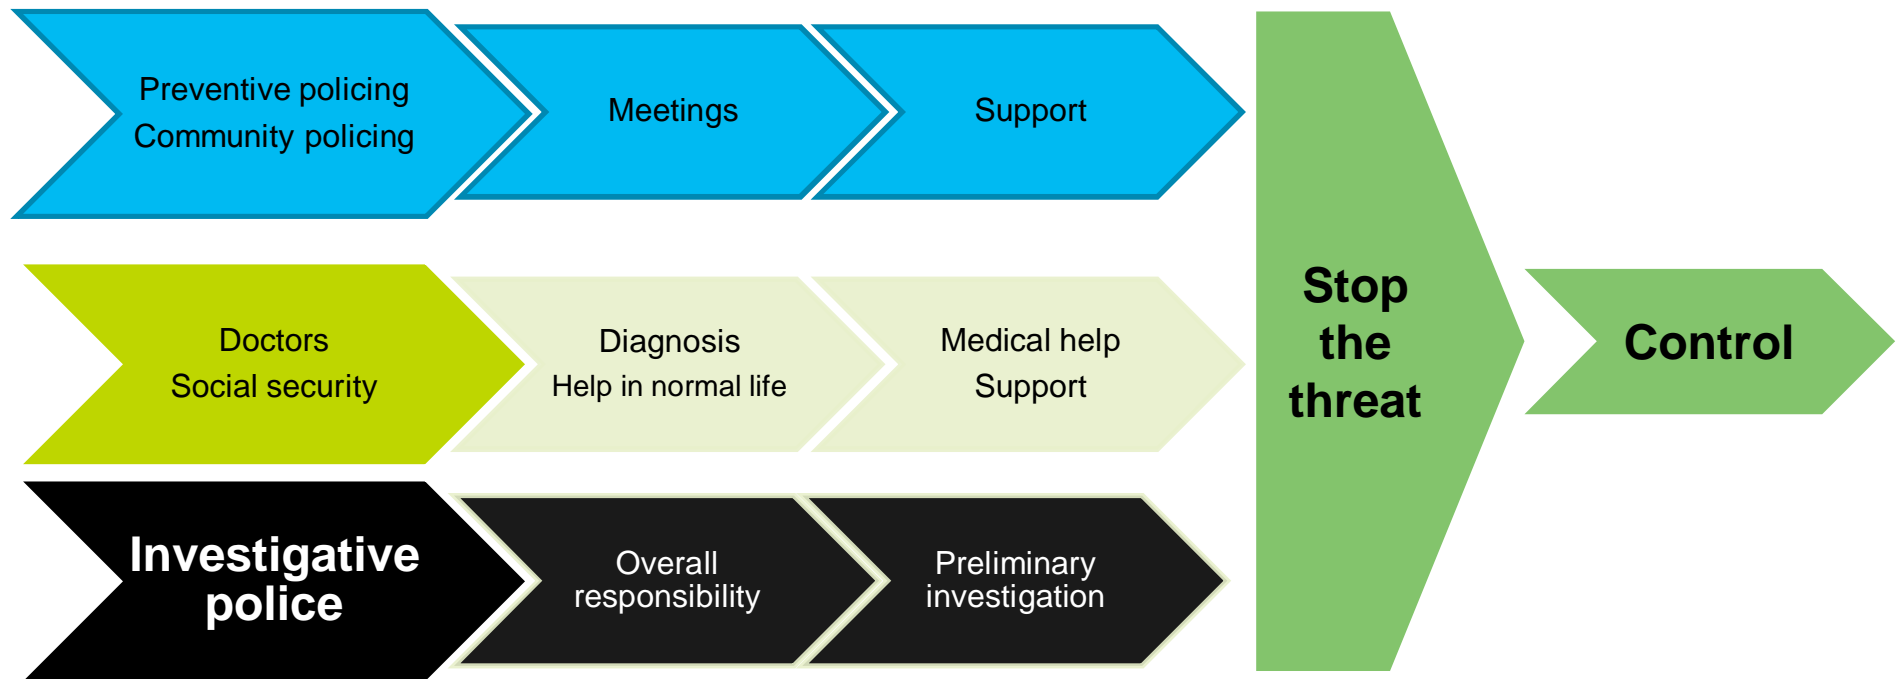 Preventive policing
Community policing
Meetings
Support
Doctors
Social security
Diagnosis
Help in normal life
Medical help
Support
Investigative
police
Overall
responsibility
Preliminary
investigation
Stop
the
threat
Control